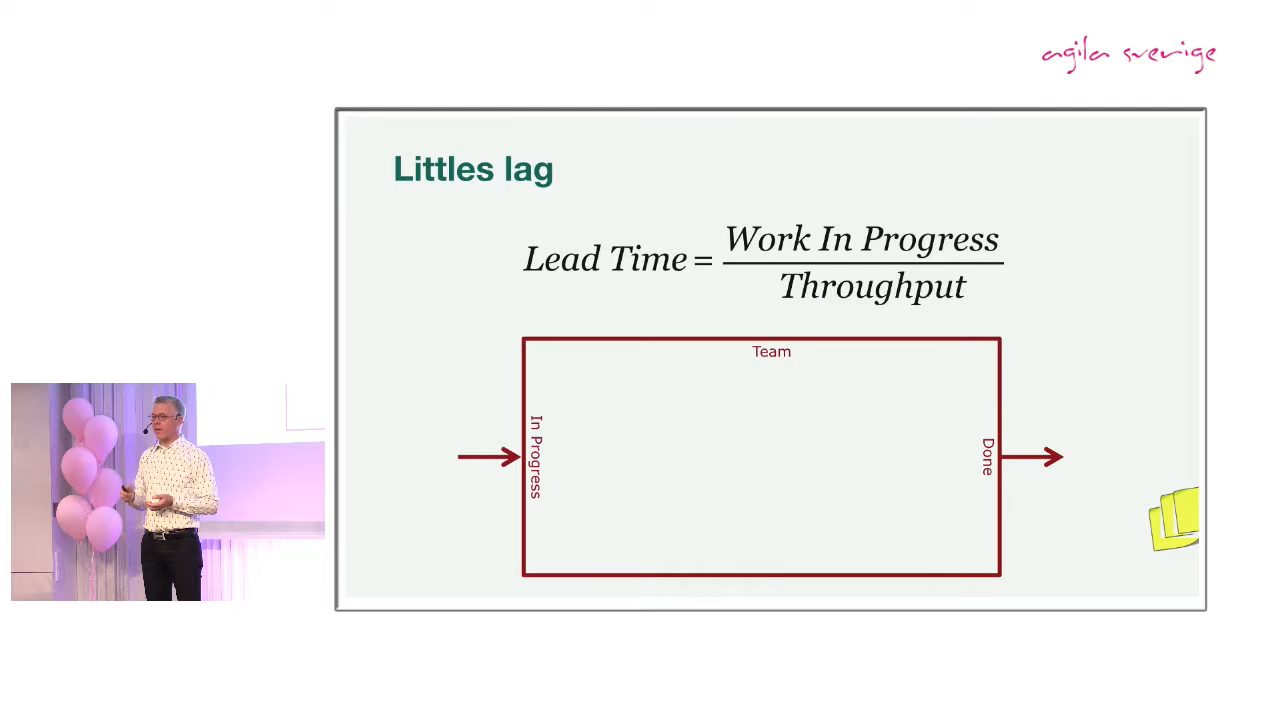 agila sverige
Littles lag
Lead Time = Work In Progress
Throughput
Team
In Progress
Done